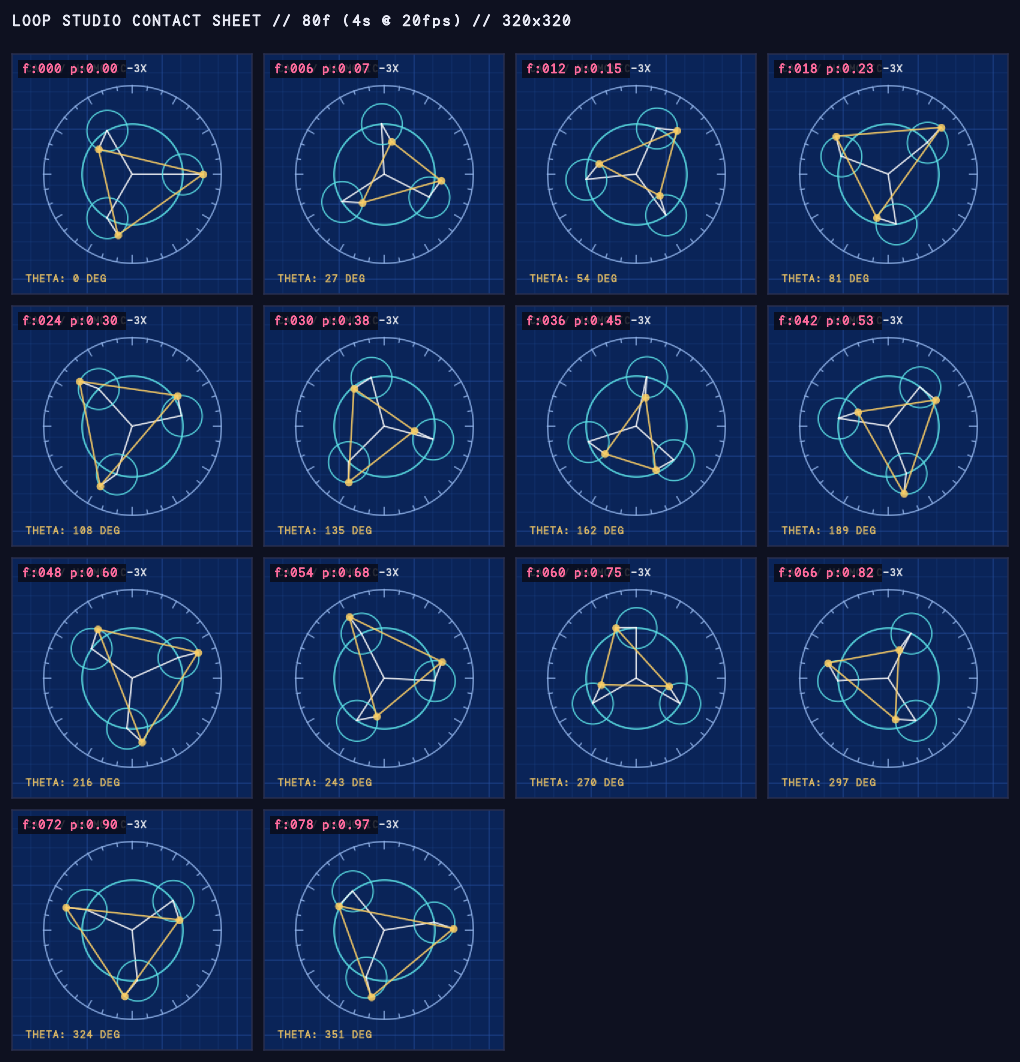 LOOP STUDIO CONTACT SHEET // 80f (4s @ 20fps) // 320x320
f:000 p:0.00 -3X
f:006 p:0.07 -3X
f:012 p:0.15 -3X
f:018 p:0.23 -3X
THETA: 0 DEG
THETA: 27 DEG
THETA: 54 DEG
THETA: 81 DEG
f:024 p:0.30 -3X
f:030 p:0.38 -3X
f:036 p:0.45 -3X
f:042 p:0.53 -3X
THETA: 108 DEG
THETA: 135 DEG
THETA: 162 DEG
THETA: 189 DEG
f:048 p:0.60 -3X
f:054 p:0.68 -3X
f:060 p:0.75 -3X
f:066 p:0.82 -3X
THETA: 216 DEG
THETA: 243 DEG
THETA: 270 DEG
THETA: 297 DEG
f:072 p:0.90 -3X
f:078 p:0.97 -3X
THETA: 324 DEG
THETA: 351 DEG